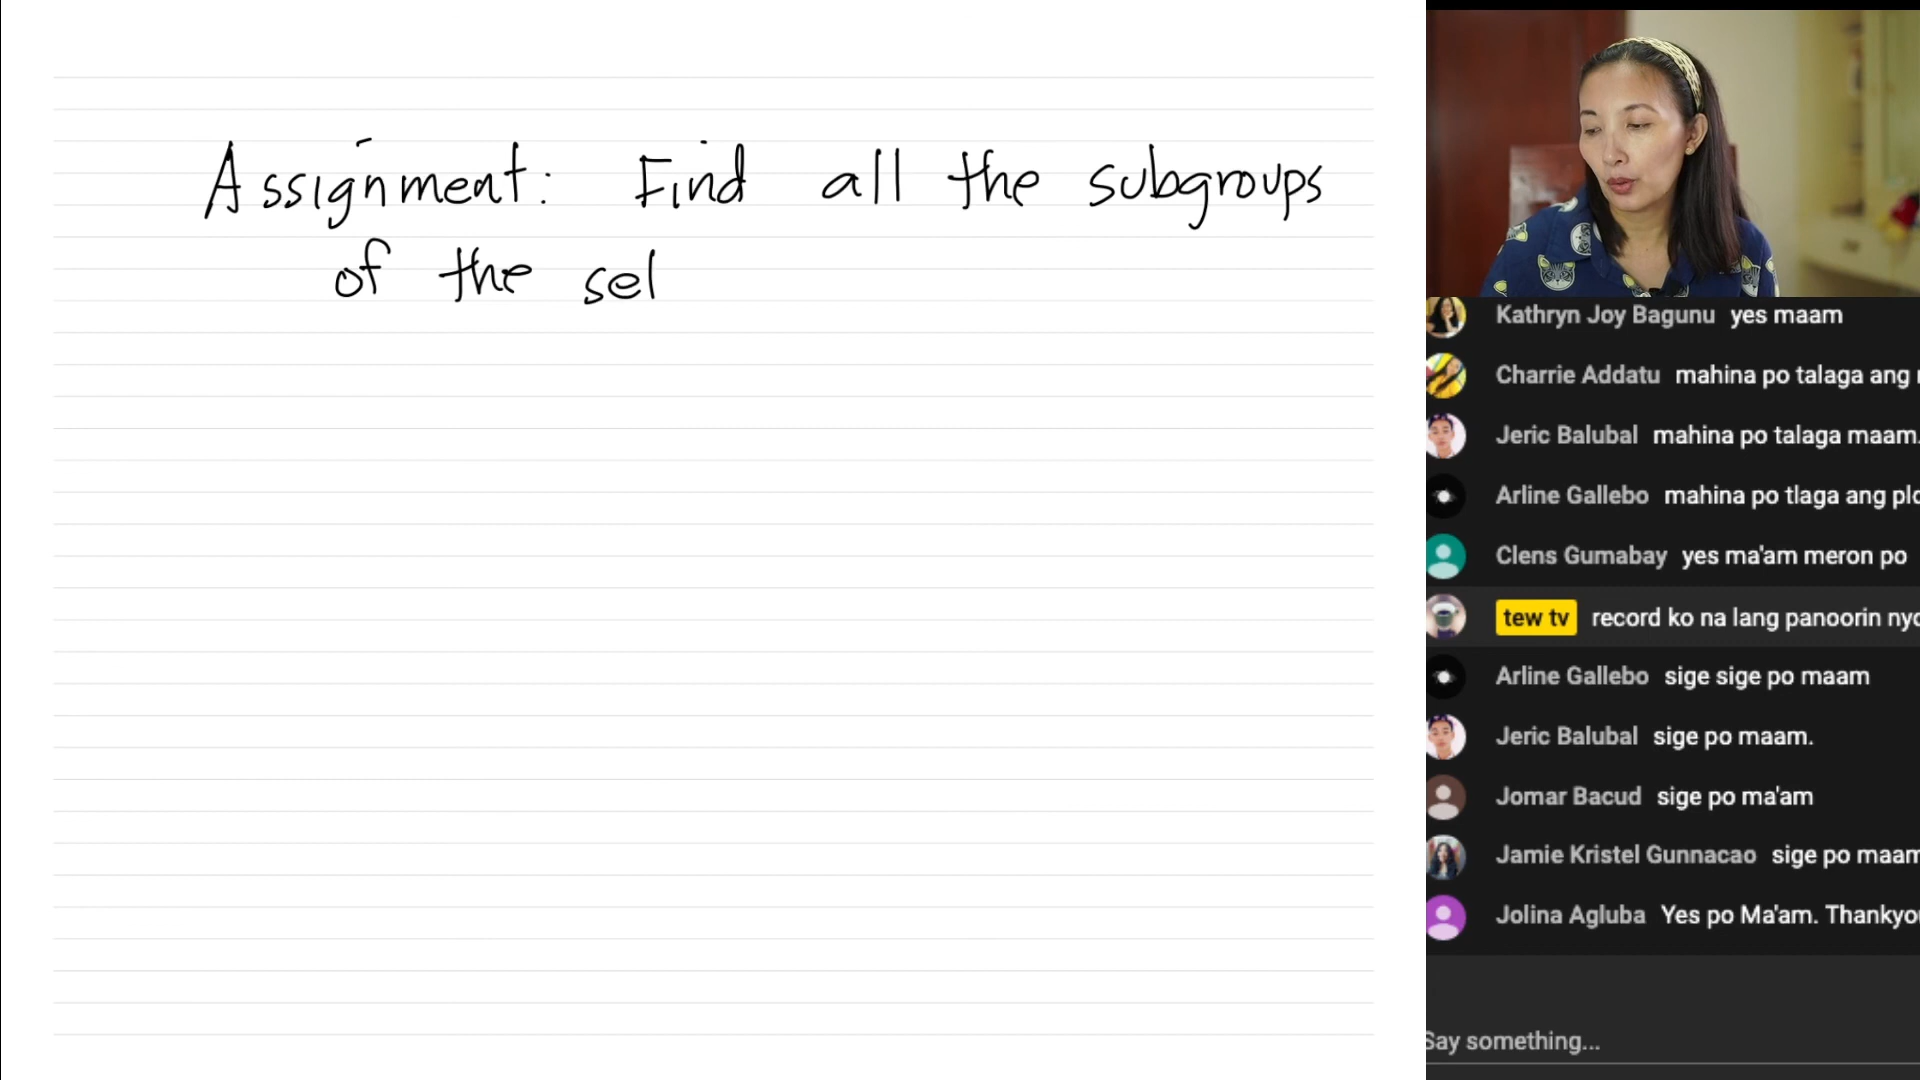 Assignment: Find all the subgroups
of the sel
Kathryn Joy Bagunu yes maam
Charrie Addatu mahina po talaga ang
Jeric Balubal mahina po talaga maam.
Arline Gallebo mahina po tlaga ang
Clens Gumabay yes ma'am meron po
tew tv record ko na lang panoorin
Arline Gallebo sige sige po maam
Jeric Balubal sige po maam.
Jomar Bacud sige po ma'am
Jamie Kristel Gunnacao sige po maam
Jolina Agluba Yes po Ma'am.
Say something...